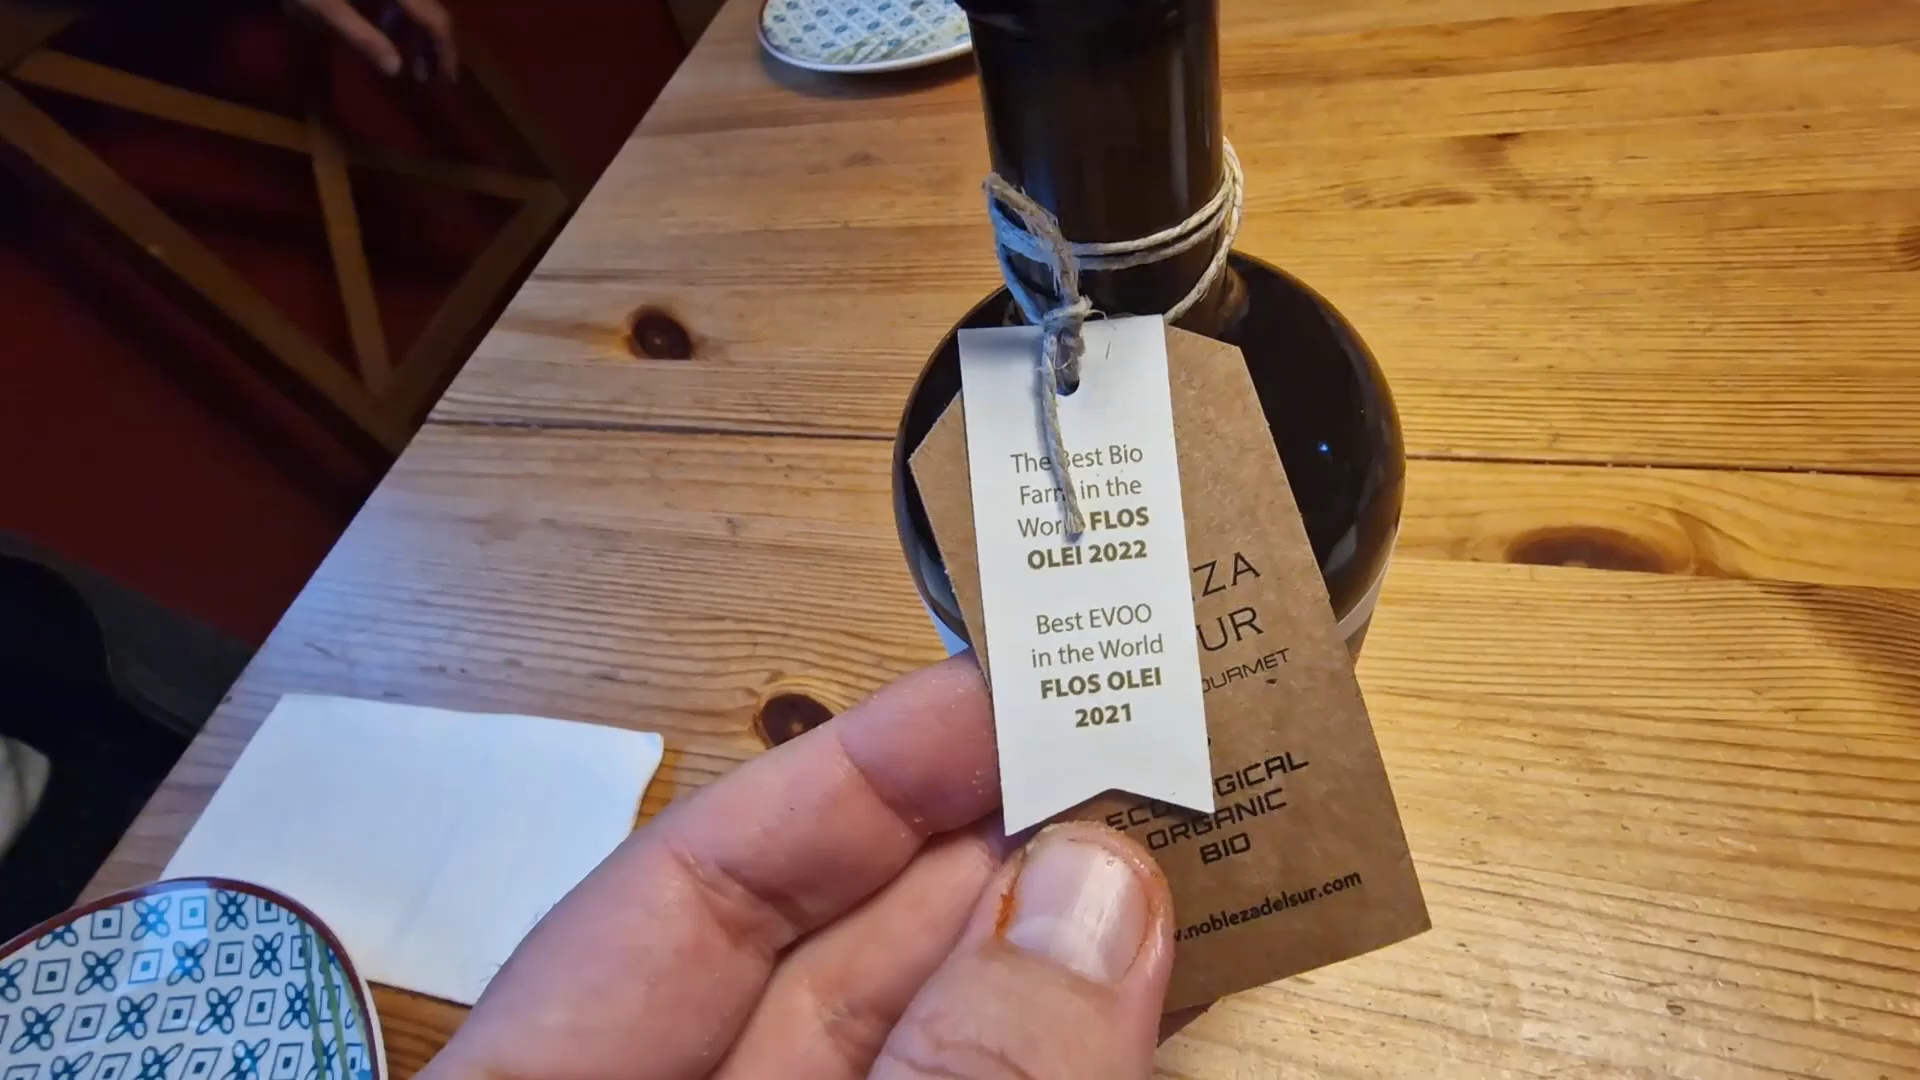 The Best Bio
Farm in the
World FLOS
OLEI 2022
Best EVOO
in the World
FLOS OLEI
2021
ZA
UR
OURMET
ECOLOGICAL
ORGANIC
BIO
w.noblezadelsur.com